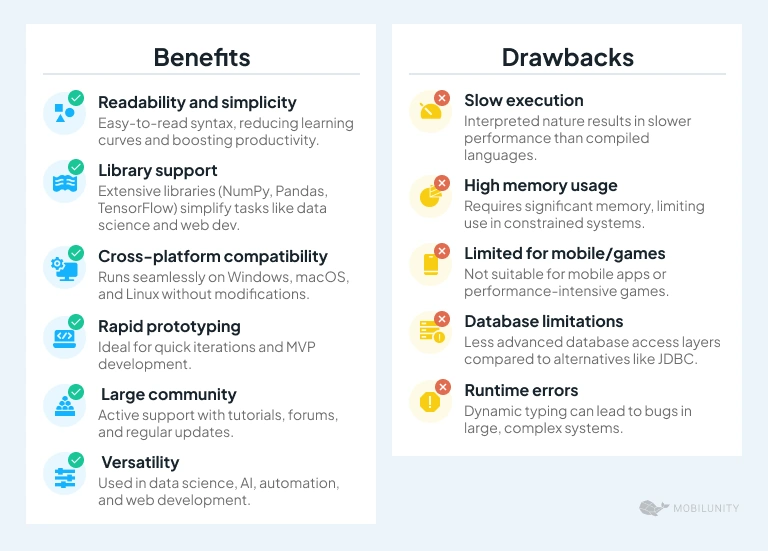 Benefits
Readability and simplicity
Easy-to-read syntax, reducing learning
curves and boosting productivity.
Library support
Extensive libraries (NumPy, Pandas,
TensorFlow) simplify tasks like data
science and web dev.
Cross-platform compatibility
Runs seamlessly on Windows, macOS,
and Linux without modifications.
Rapid prototyping
Ideal for quick iterations and MVP
development.
Large community
Active support with tutorials, forums,
and regular updates.
Versatility
Used in data science, AI, automation,
and web development.
Drawbacks
Slow execution
Interpreted nature results in slower
performance than compiled
languages.
High memory usage
Requires significant memory, limiting
use in constrained systems.
Limited for mobile/games
Not suitable for mobile apps or
performance-intensive games.
Database limitations
Less advanced database access layers
compared to alternatives like JDBC.
Runtime errors
Dynamic typing can lead to bugs in
large, complex systems.
MOBILUNITY